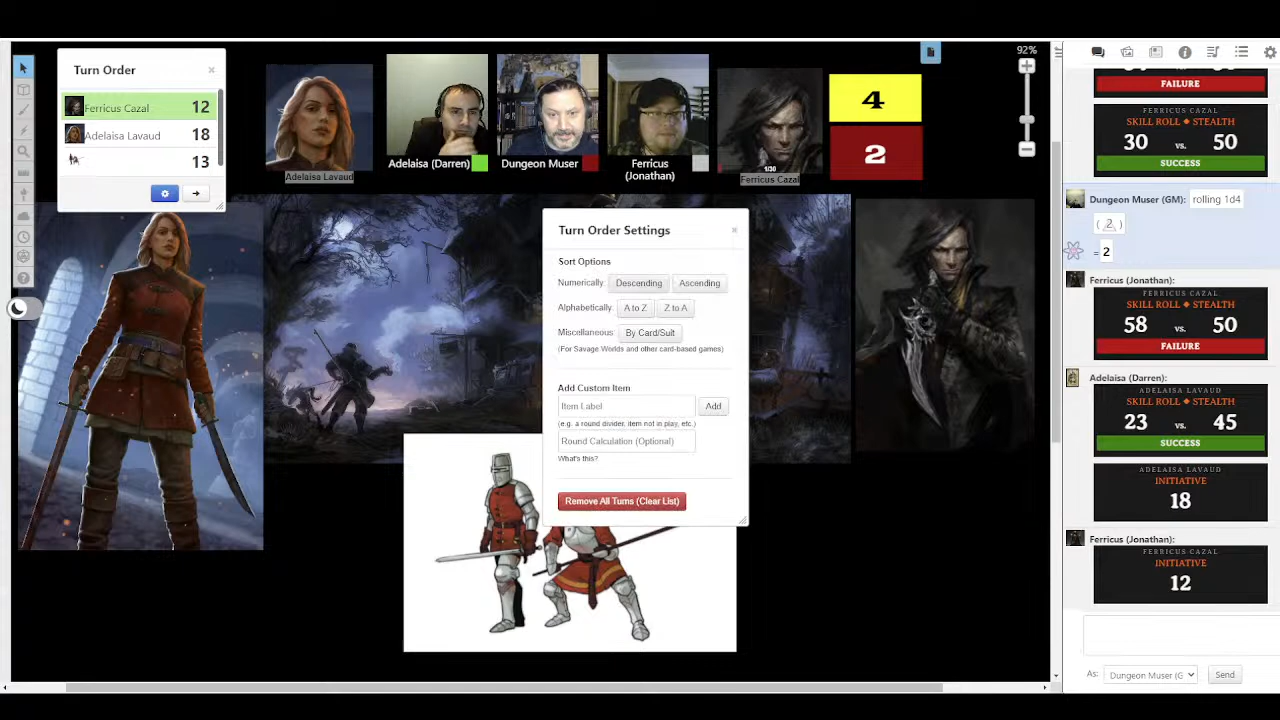 Turn Order
×
Ferricus Cazal 12
Adelaisa Lavaud 18
13
Adelaisa Lavaud
Adelaisa (Darren)
Dungeon Muser
Ferricus
(Jonathan)
1/30
Ferricus Cazal
4
2
92%
Turn Order Settings
×
Sort Options
Numerically: Descending Ascending
Alphabetically: A to Z Z to A
Miscellaneous: By Card/Suit
(For Savage Worlds and other card-based games)
Add Custom Item
Item Label Add
(e.g. a round divider, item not in play, etc.)
Round Calculation (Optional)
What's this?
Remove All Turns (Clear List)
FAILURE
FERRICUS CAZAL
SKILL ROLL ◆ STEALTH
30 vs. 50
SUCCESS
Dungeon Muser (GM): rolling 1d4
( 2 )
= 2
Ferricus (Jonathan):
FERRICUS CAZAL
SKILL ROLL ◆ STEALTH
58 vs. 50
FAILURE
Adelaisa (Darren):
ADELAISA LAVAUD
SKILL ROLL ◆ STEALTH
23 vs. 45
SUCCESS
ADELAISA LAVAUD
INITIATIVE
18
Ferricus (Jonathan):
FERRICUS CAZAL
INITIATIVE
12
As: Dungeon Muser (G Send